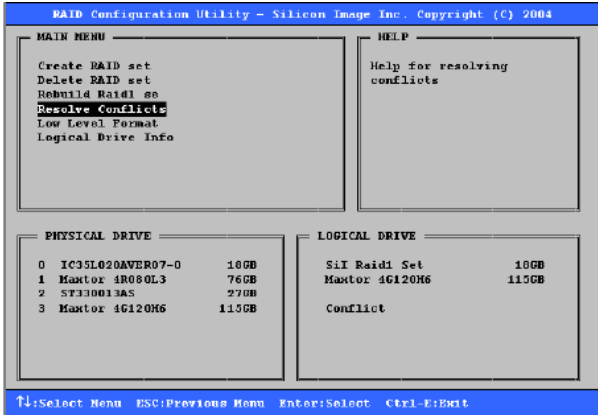 RAID Configuration Utility – Silicon Image Inc. Copyright (C) 2004
MAIN MENU
Create RAID set
Delete RAID set
Rebuild Raid1 se
Resolve Conflicts
Low Level Format
Logical Drive Info
HELP
Help for resolving
conflicts
PHYSICAL DRIVE
0 IC35L020AVER07-0 18GB
1 Maxtor 4R080L3 76GB
2 ST330013AS 27GB
3 Maxtor 4G120H6 115GB
LOGICAL DRIVE
SiI Raid1 Set 18GB
Maxtor 4G120H6 115GB
Conflict
↑↓:Select Menu ESC:Previous Menu Enter:Select Ctrl-E:Exit